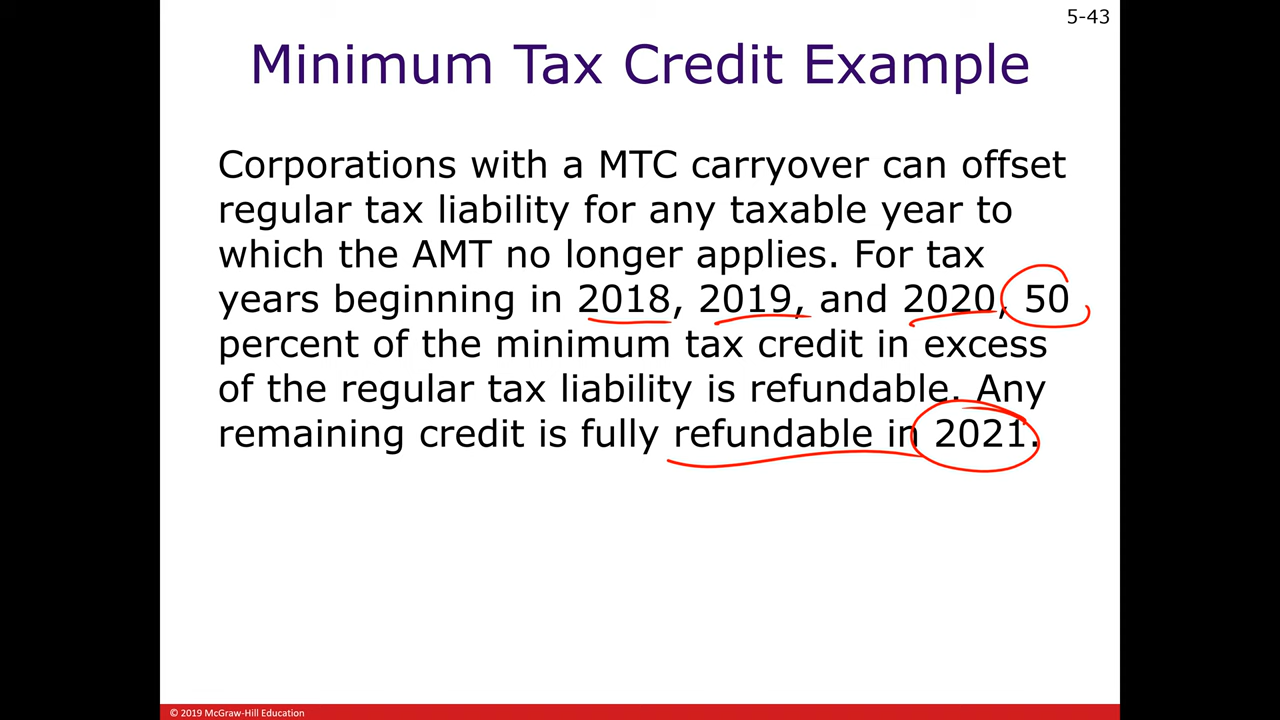 5-43
Minimum Tax Credit Example
Corporations with a MTC carryover can offset
regular tax liability for any taxable year to
which the AMT no longer applies. For tax
years beginning in 2018, 2019, and 2020, 50
percent of the minimum tax credit in excess
of the regular tax liability is refundable. Any
remaining credit is fully refundable in 2021.
© 2019 McGraw-Hill Education